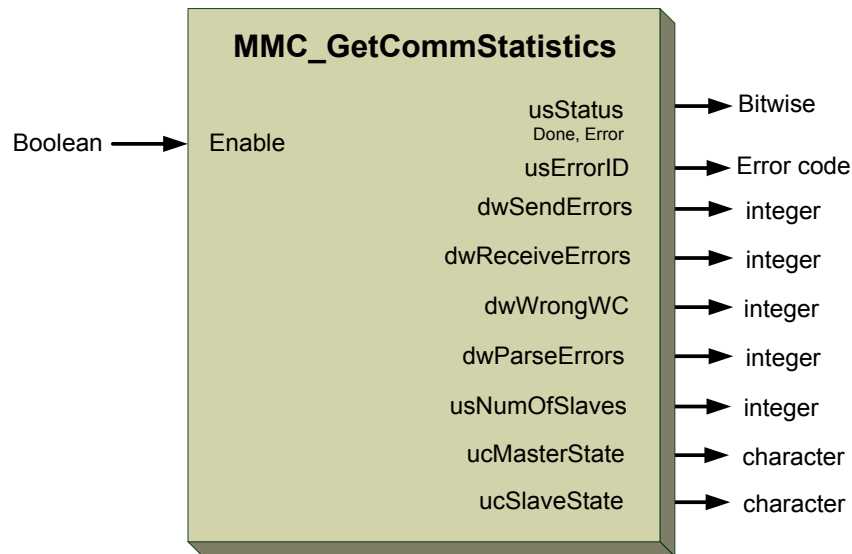 MMC_GetCommStatistics
Boolean
Enable
usStatus
Done, Error
Bitwise
usErrorID
Error code
dwSendErrors
integer
dwReceiveErrors
integer
dwWrongWC
integer
dwParseErrors
integer
usNumOfSlaves
integer
ucMasterState
character
ucSlaveState
character